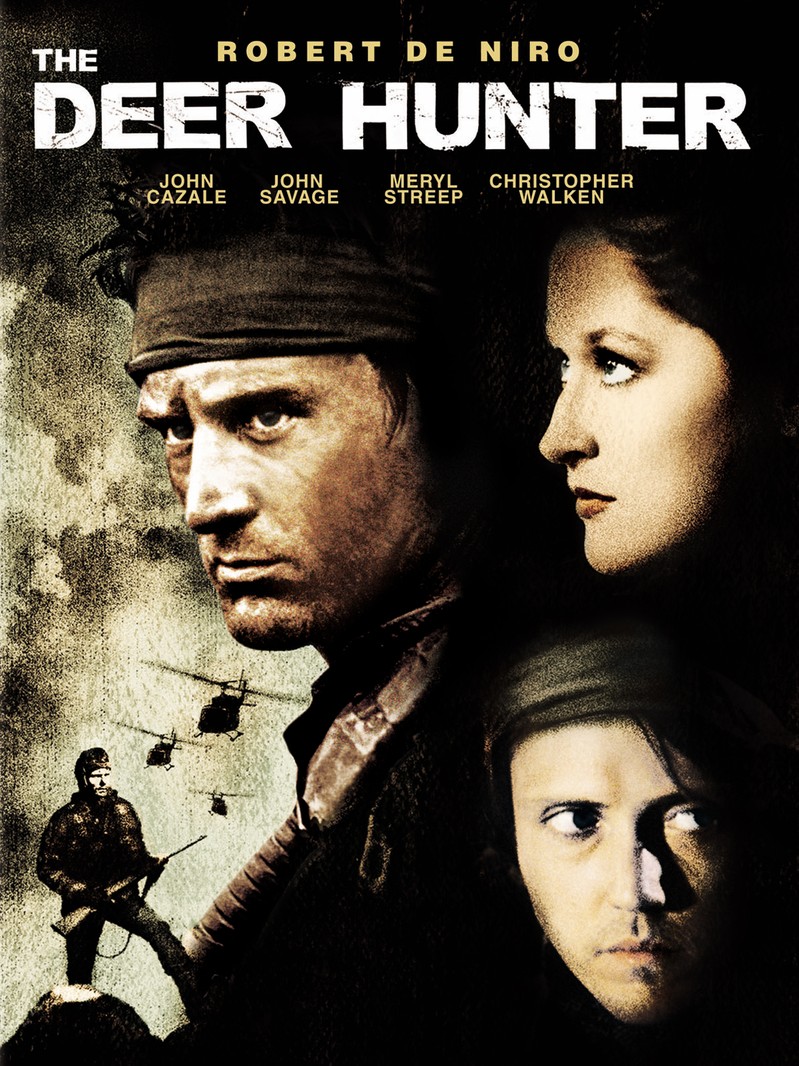 ROBERT DE NIRO
THE
DEER HUNTER
JOHN CAZALE
JOHN SAVAGE
MERYL STREEP
CHRISTOPHER WALKEN